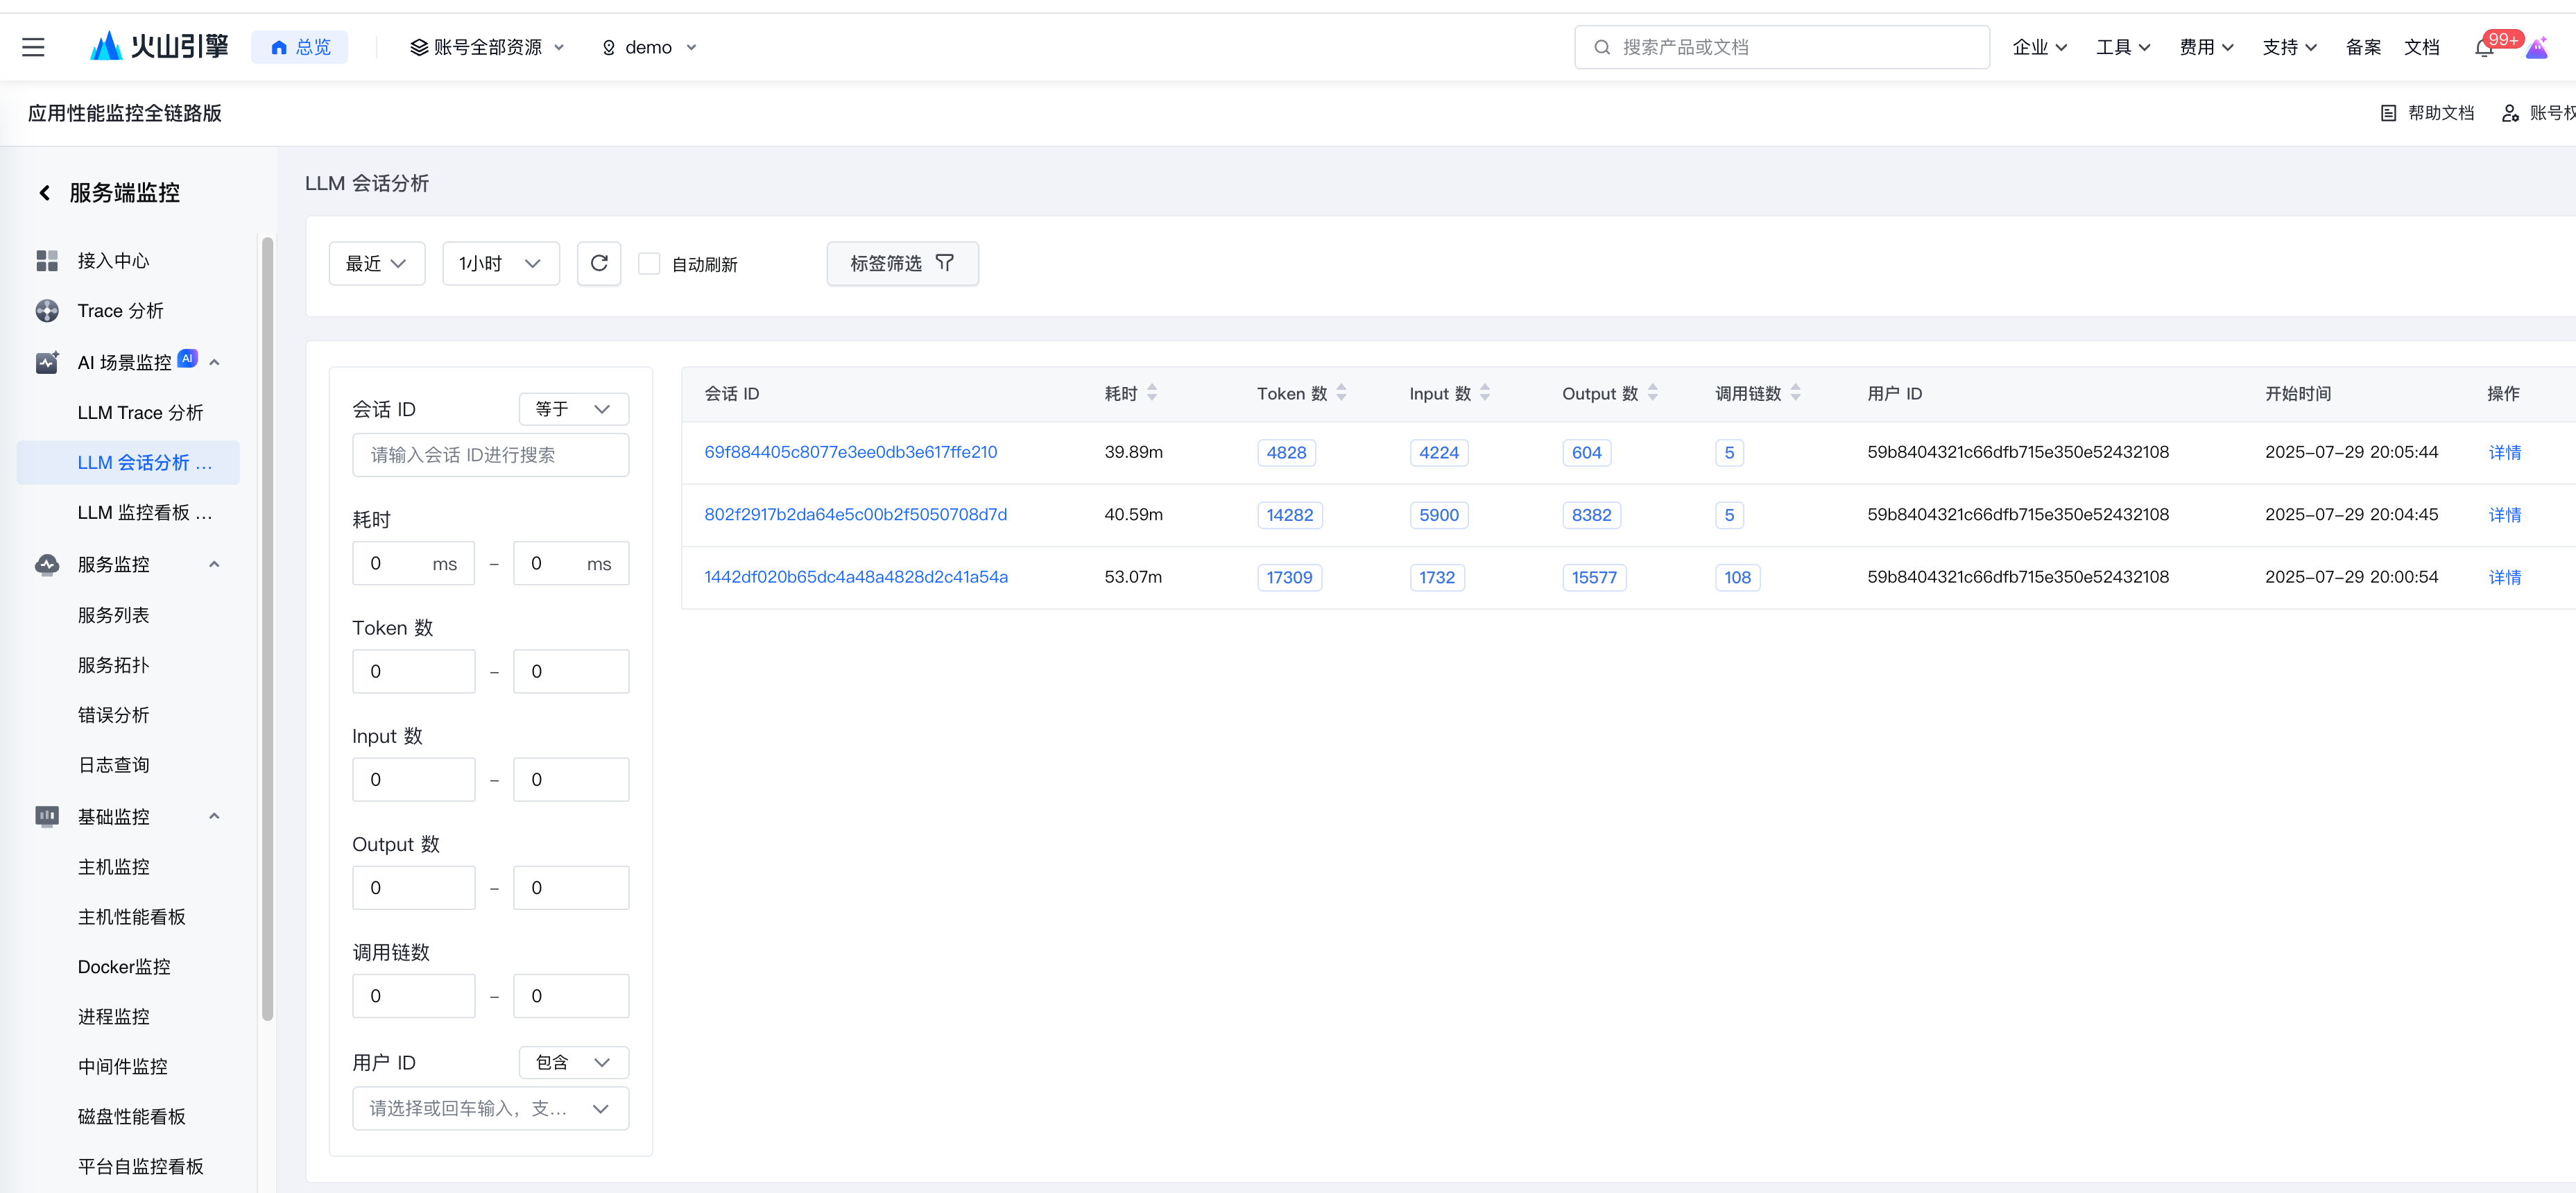 火山引擎 总览 账号全部资源 demo 搜索产品或文档 企业 工具 费用 支持 备案 文档 99+
应用性能监控全链路版 帮助文档 账号权
服务端监控
接入中心
Trace 分析
AI 场景监控 AI
LLM Trace 分析
LLM 会话分析 ...
LLM 监控看板 ...
服务监控
服务列表
服务拓扑
错误分析
日志查询
基础监控
主机监控
主机性能看板
Docker监控
进程监控
中间件监控
磁盘性能看板
平台自监控看板
LLM 会话分析
最近 1小时 自动刷新 标签筛选
会话 ID 等于
请输入会话 ID进行搜索
耗时
0 ms – 0 ms
Token 数
0 – 0
Input 数
0 – 0
Output 数
0 – 0
调用链数
0 – 0
用户 ID 包含
请选择或回车输入，支...
会话 ID 耗时 Token 数 Input 数 Output 数 调用链数 用户 ID 开始时间 操作
69f884405c8077e3ee0db3e617ffe210 39.89m 4828 4224 604 5 59b8404321c66dfb715e350e52432108 2025-07-29 20:05:44 详情
802f2917b2da64e5c00b2f5050708d7d 40.59m 14282 5900 8382 5 59b8404321c66dfb715e350e52432108 2025-07-29 20:04:45 详情
1442df020b65dc4a48a4828d2c41a54a 53.07m 17309 1732 15577 108 59b8404321c66dfb715e350e52432108 2025-07-29 20:00:54 详情